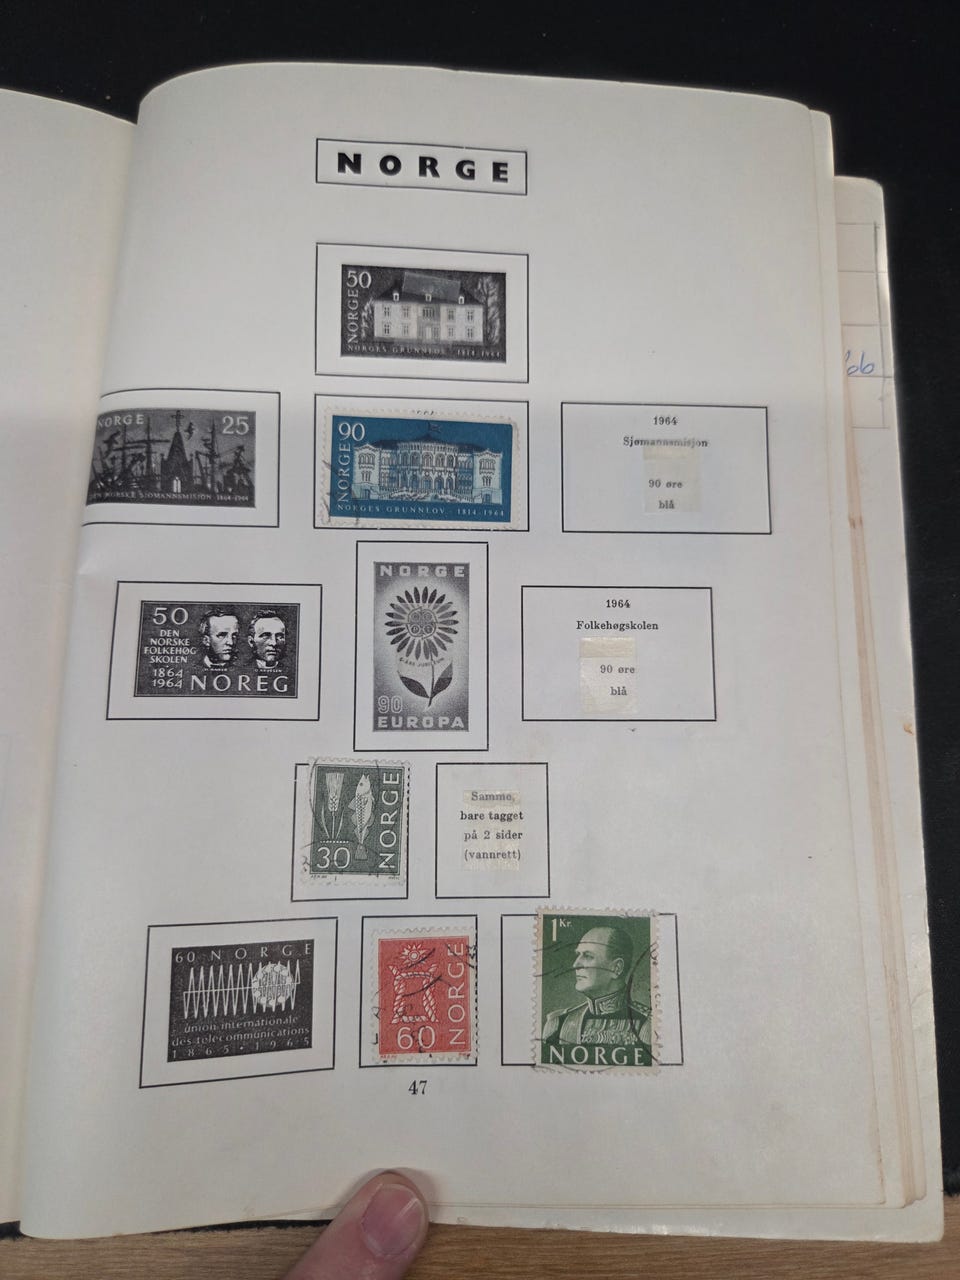 NORGE
50
NORGE
NORGES GRUNNLOV. 1814-1964
NORGE 25
DEN NORSKE SJØMANNSMISJON 1864-1964
90
NORGE
NORGES GRUNNLOV. - 1814-1964
1964
Sjømannsmisjon
90 øre
blå
50
DEN
NORSKE
FOLKEHØG
SKOLEN
1864
1964 NOREG
NORGE
90
EUROPA
1964
Folkehøgskolen
90 øre
blå
30
NORGE
Samme,
bare tagget
på 2 sider
(vannrett)
60 NORGE
union internationale
des telecommunications
1865-1965
60
NORGE
1 Kr.
NORGE
47